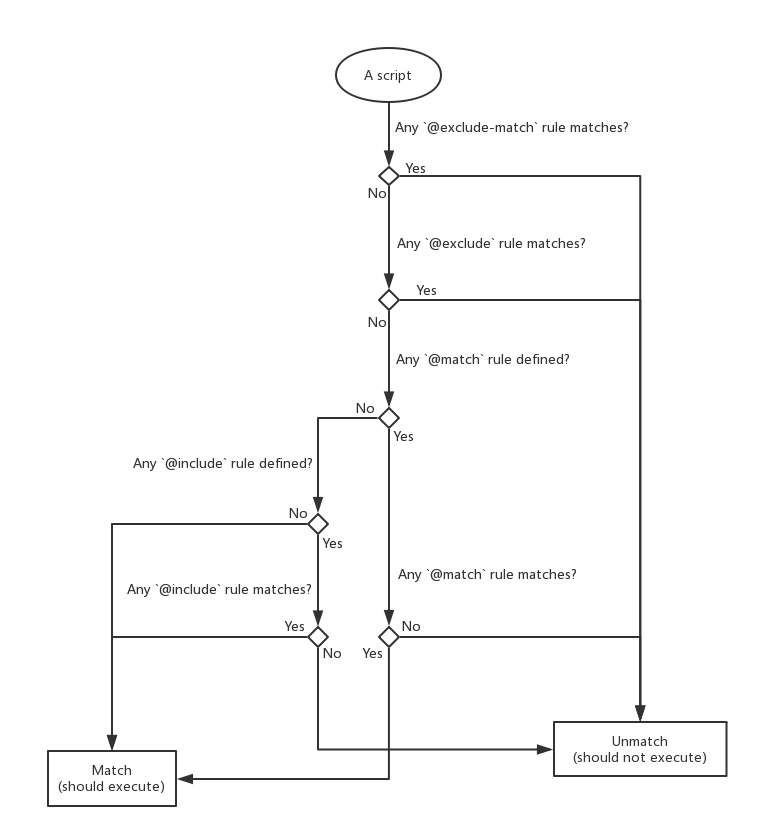 A script
Any `@exclude-match` rule matches?
Yes
No
Any `@exclude` rule matches?
Yes
No
Any `@match` rule defined?
No
Yes
Any `@include` rule defined?
No
Yes
Any `@match` rule matches?
Any `@include` rule matches?
Yes
No
No
Yes
Unmatch
(should not execute)
Match
(should execute)